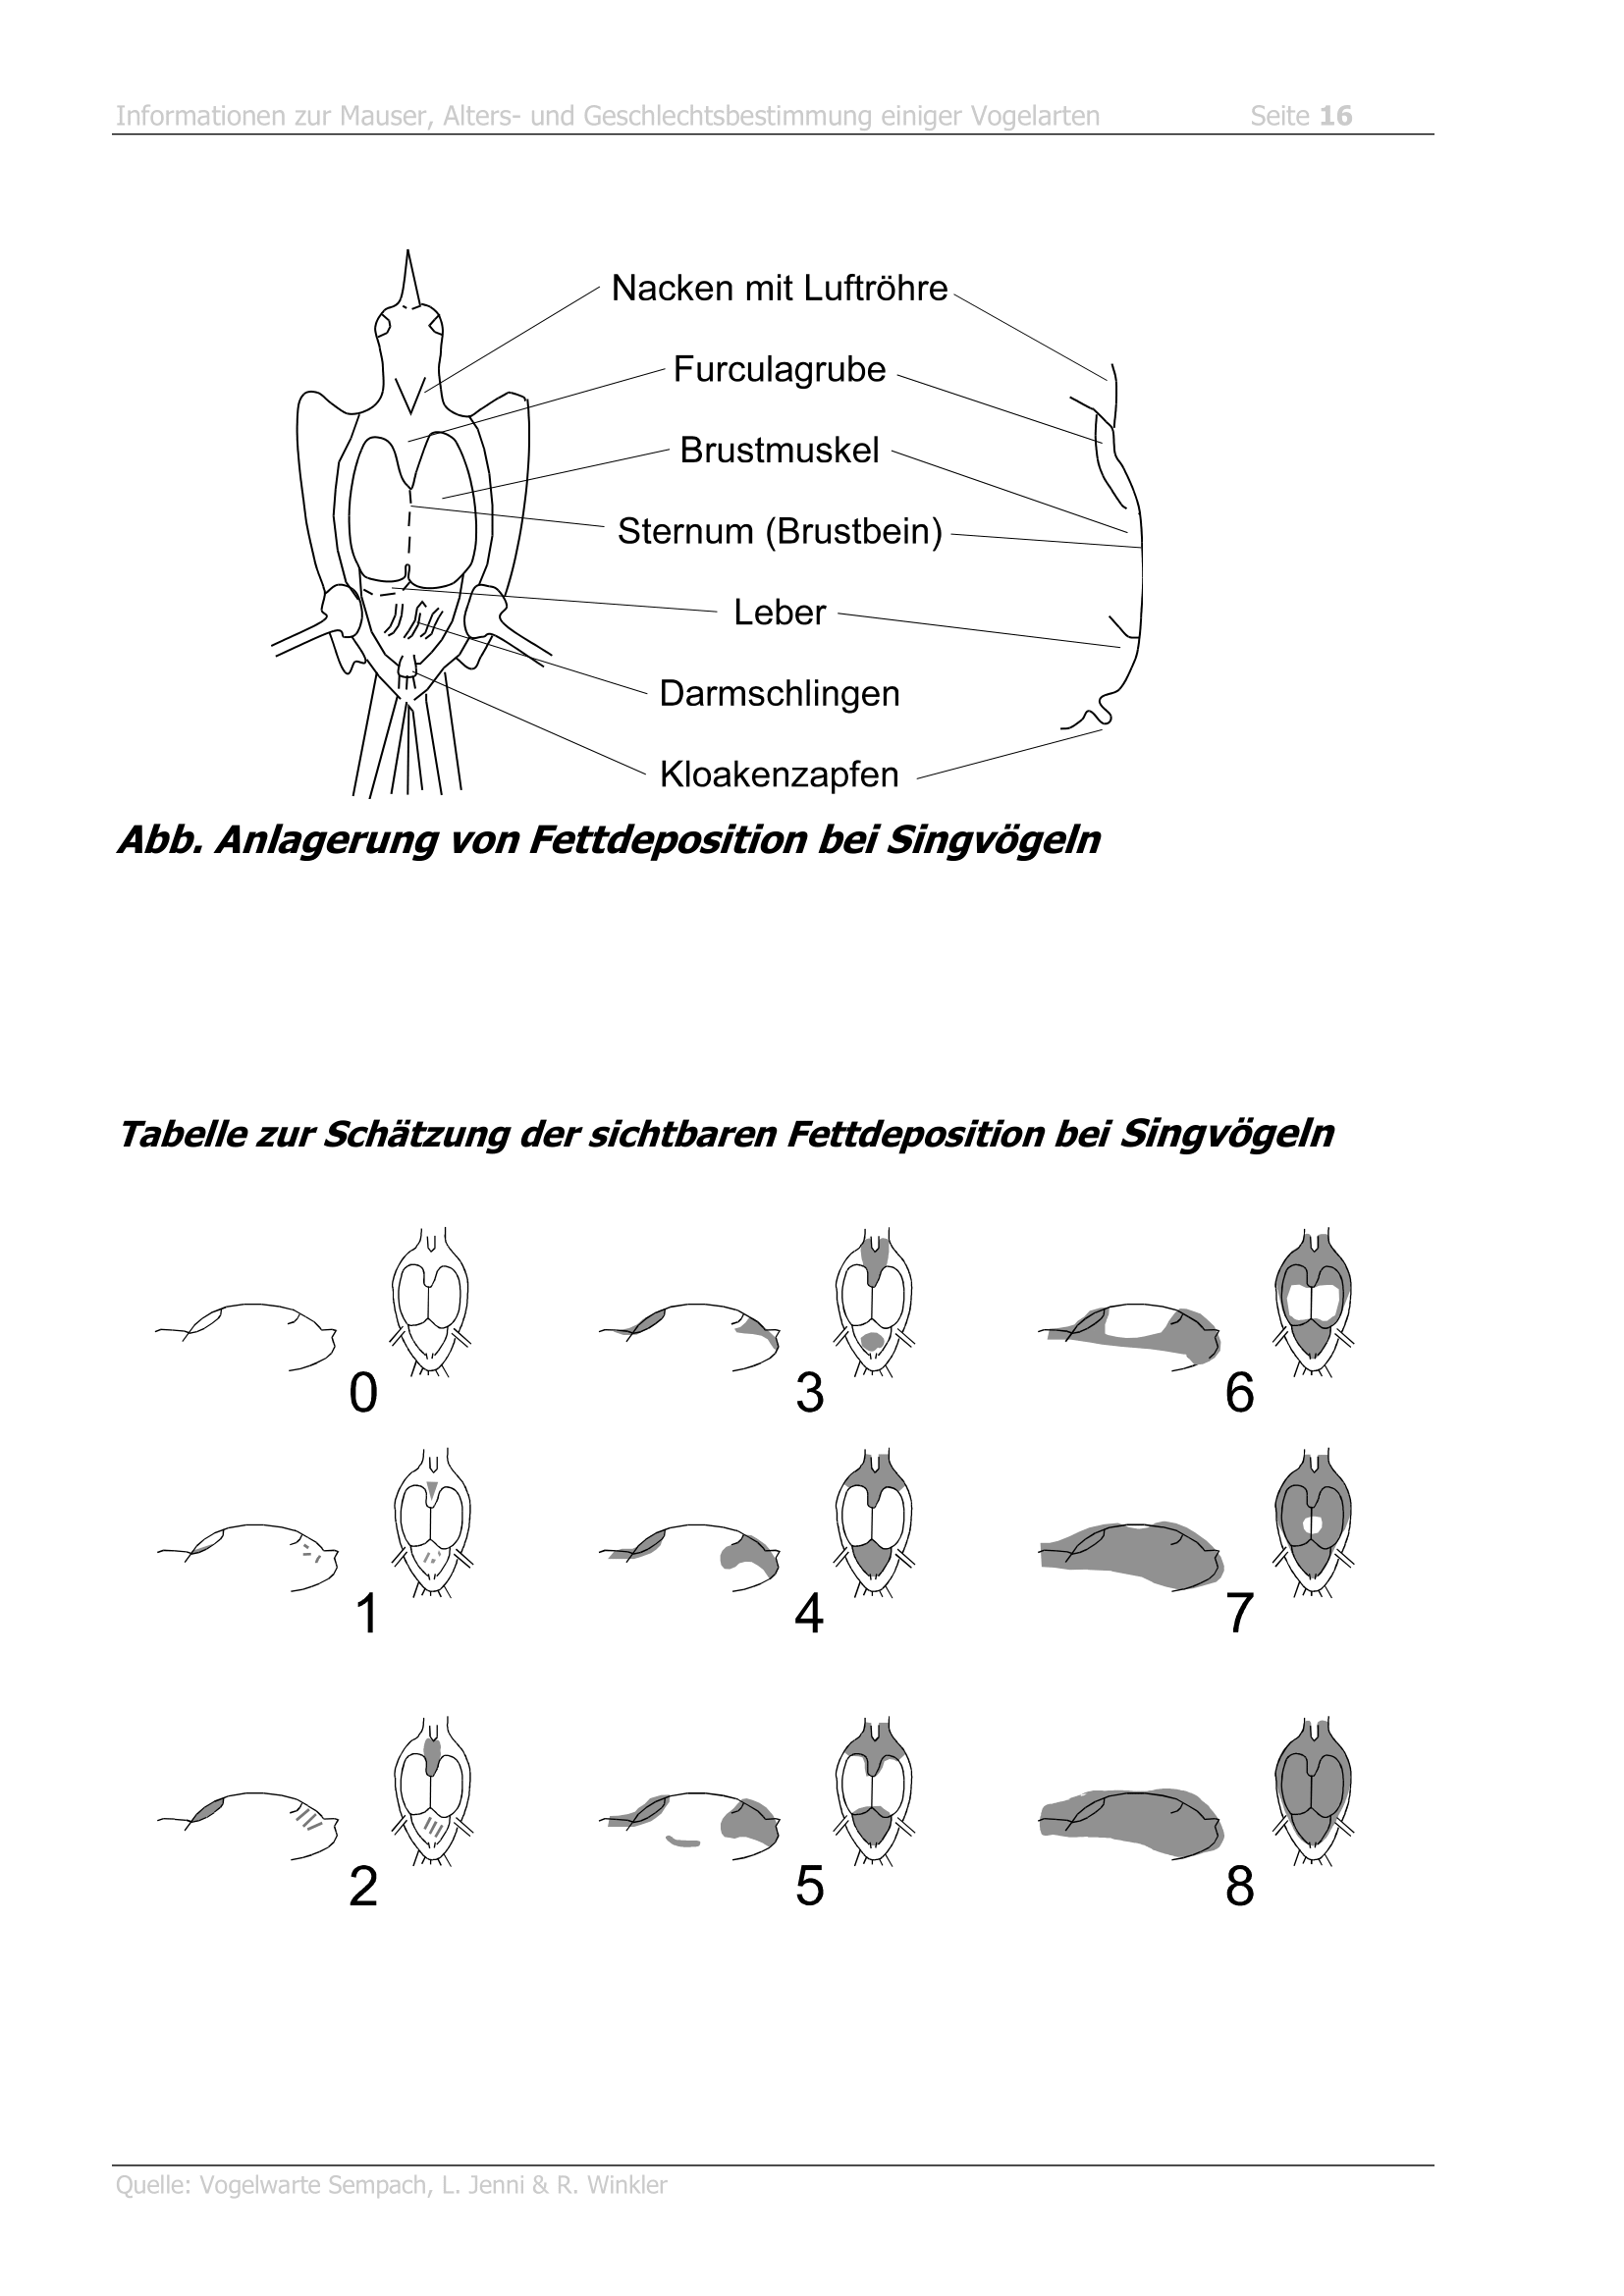 Informationen zur Mauser, Alters- und Geschlechtsbestimmung einiger Vogelarten Seite 16
Nacken mit Luftröhre
Furculagrube
Brustmuskel
Sternum (Brustbein)
Leber
Darmschlingen
Kloakenzapfen
Abb. Anlagerung von Fettdeposition bei Singvögeln
Tabelle zur Schätzung der sichtbaren Fettdeposition bei Singvögeln
0 3 6
1 4 7
2 5 8
Quelle: Vogelwarte Sempach, L. Jenni & R. Winkler